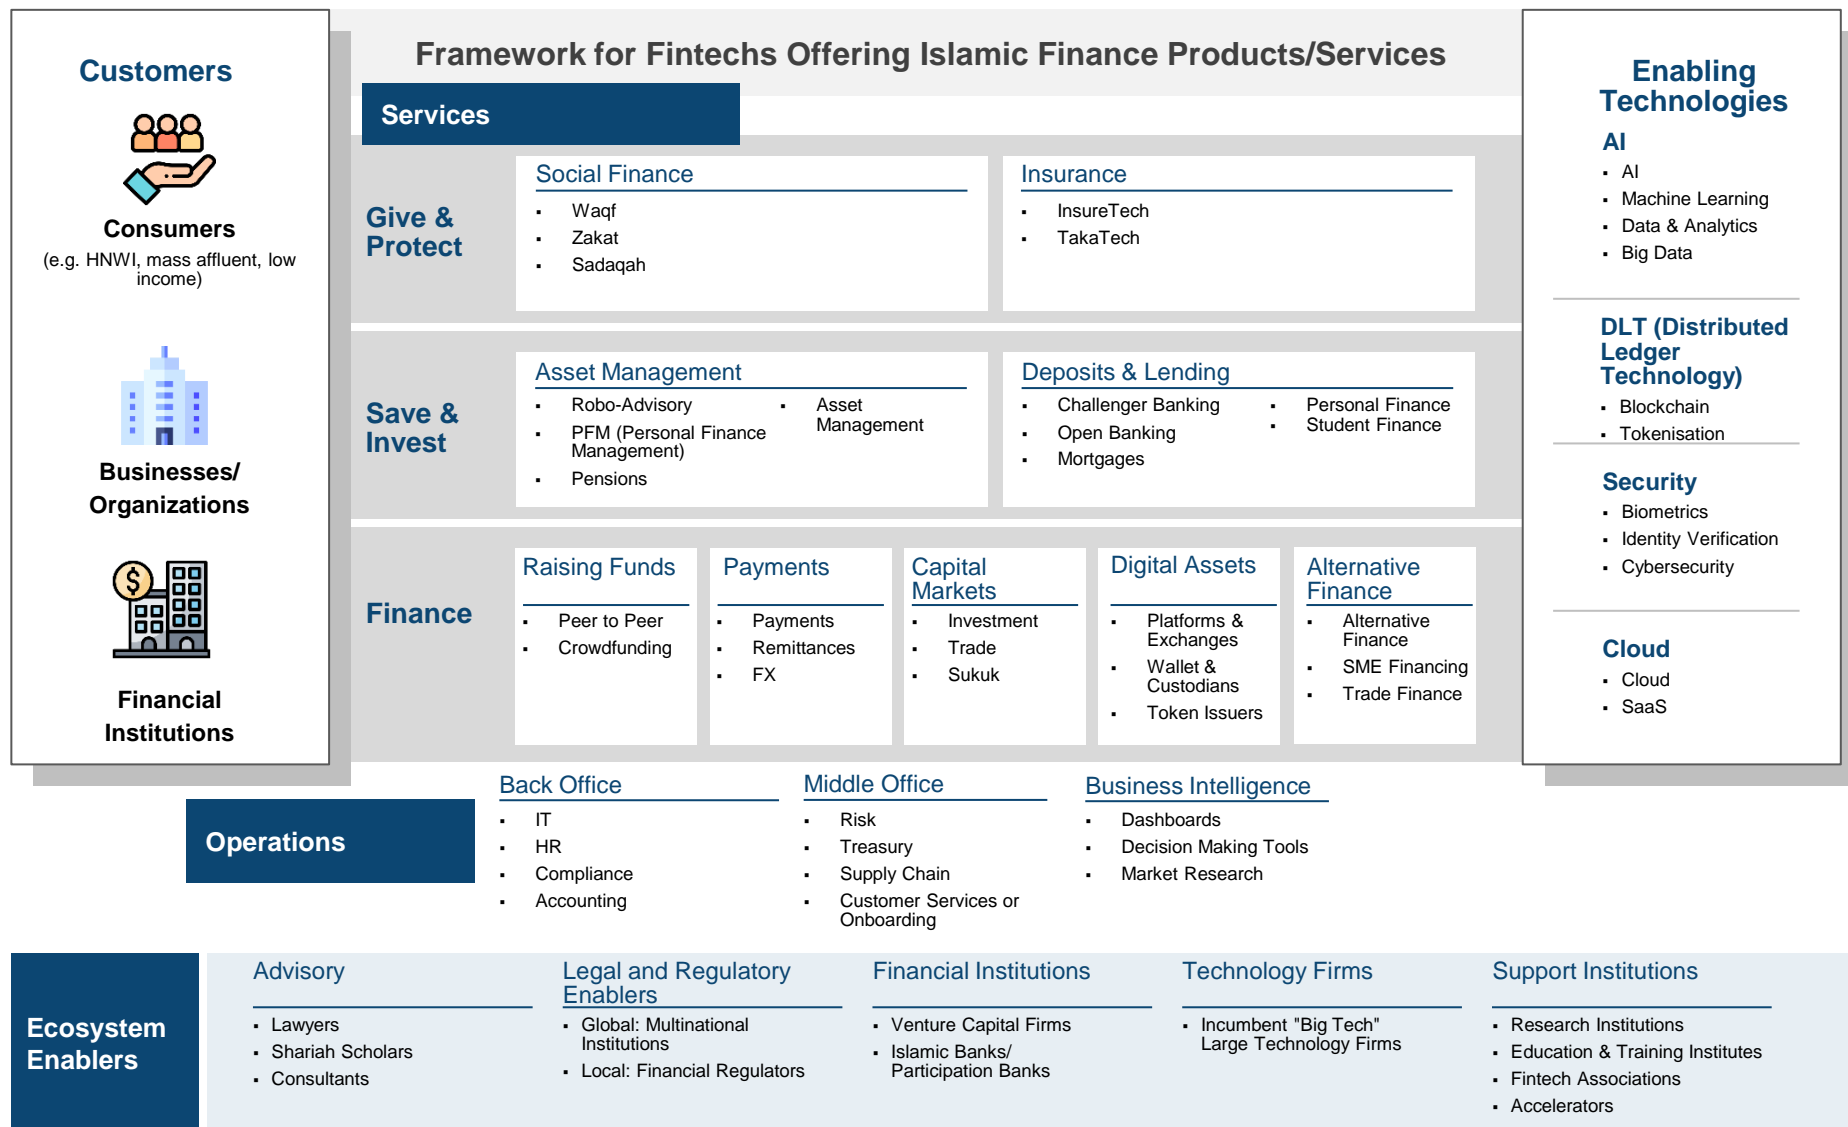 Framework for Fintechs Offering Islamic Finance Products/Services
Customers
Consumers
(e.g. HNWI, mass affluent, low
income)
Businesses/
Organizations
Financial
Institutions
Services
Give &
Protect
Social Finance
Waqf
Zakat
Sadaqah
Insurance
InsureTech
TakaTech
Save &
Invest
Asset Management
Robo-Advisory
PFM (Personal Finance
Management)
Pensions
Asset
Management
Deposits & Lending
Challenger Banking
Open Banking
Mortgages
Personal Finance
Student Finance
Finance
Raising Funds
Peer to Peer
Crowdfunding
Payments
Payments
Remittances
FX
Capital
Markets
Investment
Trade
Sukuk
Digital Assets
Platforms &
Exchanges
Wallet &
Custodians
Token Issuers
Alternative
Finance
Alternative
Finance
SME Financing
Trade Finance
Enabling
Technologies
AI
AI
Machine Learning
Data & Analytics
Big Data
DLT (Distributed
Ledger
Technology)
Blockchain
Tokenisation
Security
Biometrics
Identity Verification
Cybersecurity
Cloud
Cloud
SaaS
Operations
Back Office
IT
HR
Compliance
Accounting
Middle Office
Risk
Treasury
Supply Chain
Customer Services or
Onboarding
Business Intelligence
Dashboards
Decision Making Tools
Market Research
Ecosystem
Enablers
Advisory
Lawyers
Shariah Scholars
Consultants
Legal and Regulatory
Enablers
Global: Multinational
Institutions
Local: Financial Regulators
Financial Institutions
Venture Capital Firms
Islamic Banks/
Participation Banks
Technology Firms
Incumbent "Big Tech"
Large Technology Firms
Support Institutions
Research Institutions
Education & Training Institutes
Fintech Associations
Accelerators